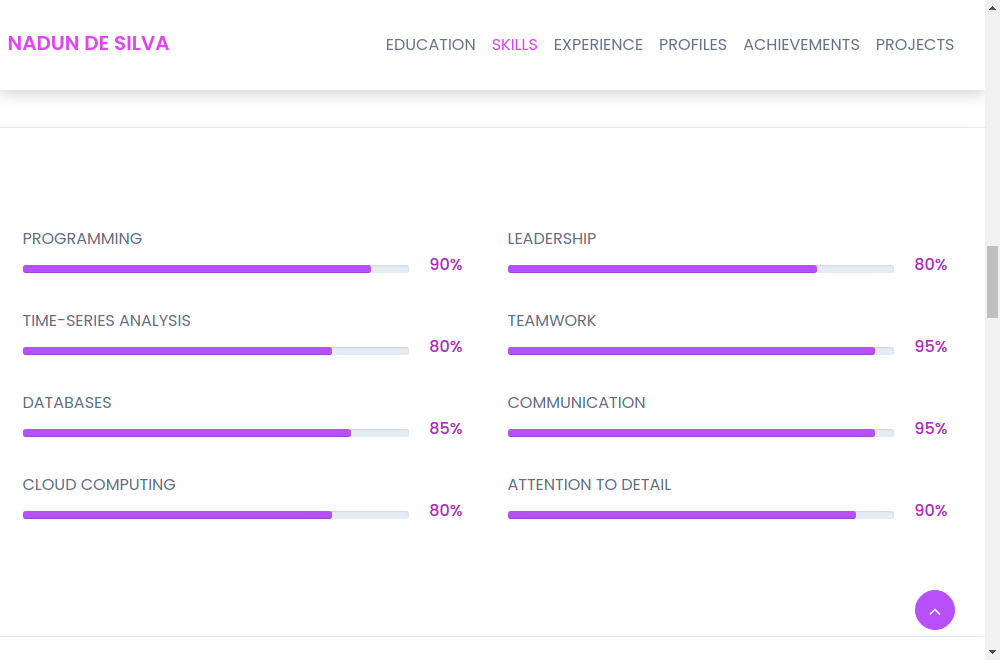 NADUN DE SILVA
EDUCATION SKILLS EXPERIENCE PROFILES ACHIEVEMENTS PROJECTS
PROGRAMMING
90%
TIME-SERIES ANALYSIS
80%
DATABASES
85%
CLOUD COMPUTING
80%
LEADERSHIP
80%
TEAMWORK
95%
COMMUNICATION
95%
ATTENTION TO DETAIL
90%